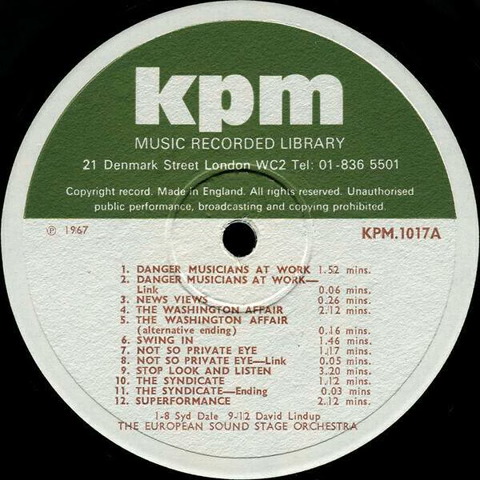 kpm
MUSIC RECORDED LIBRARY
21 Denmark Street London WC2 Tel: 01-836 5501
Copyright record. Made in England. All rights reserved. Unauthorised
public performance, broadcasting and copying prohibited.
℗ 1967 KPM.1017A
1. DANGER MUSICIANS AT WORK 1.52 mins.
2. DANGER MUSICIANS AT WORK—
Link 0.06 mins.
3. NEWS VIEWS 0.26 mins.
4. THE WASHINGTON AFFAIR 2.12 mins.
5. THE WASHINGTON AFFAIR
(alternative ending) 0.16 mins.
6. SWING IN 1.46 mins.
7. NOT SO PRIVATE EYE 1.17 mins.
8. NOT SO PRIVATE EYE—Link 0.05 mins.
9. STOP LOOK AND LISTEN 3.20 mins.
10. THE SYNDICATE 1.12 mins.
11. THE SYNDICATE—Ending 0.03 mins
12. SUPERFORMANCE 2.12 mins.
1-8 Syd Dale 9-12 David Lindup
THE EUROPEAN SOUND STAGE ORCHESTRA